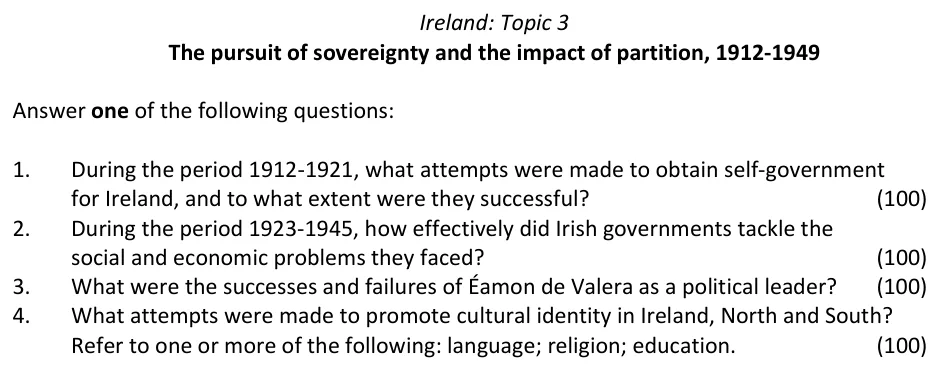 Ireland: Topic 3
The pursuit of sovereignty and the impact of partition, 1912-1949
Answer one of the following questions:
1. During the period 1912-1921, what attempts were made to obtain self-government
for Ireland, and to what extent were they successful? (100)
2. During the period 1923-1945, how effectively did Irish governments tackle the
social and economic problems they faced? (100)
3. What were the successes and failures of Éamon de Valera as a political leader? (100)
4. What attempts were made to promote cultural identity in Ireland, North and South?
Refer to one or more of the following: language; religion; education. (100)